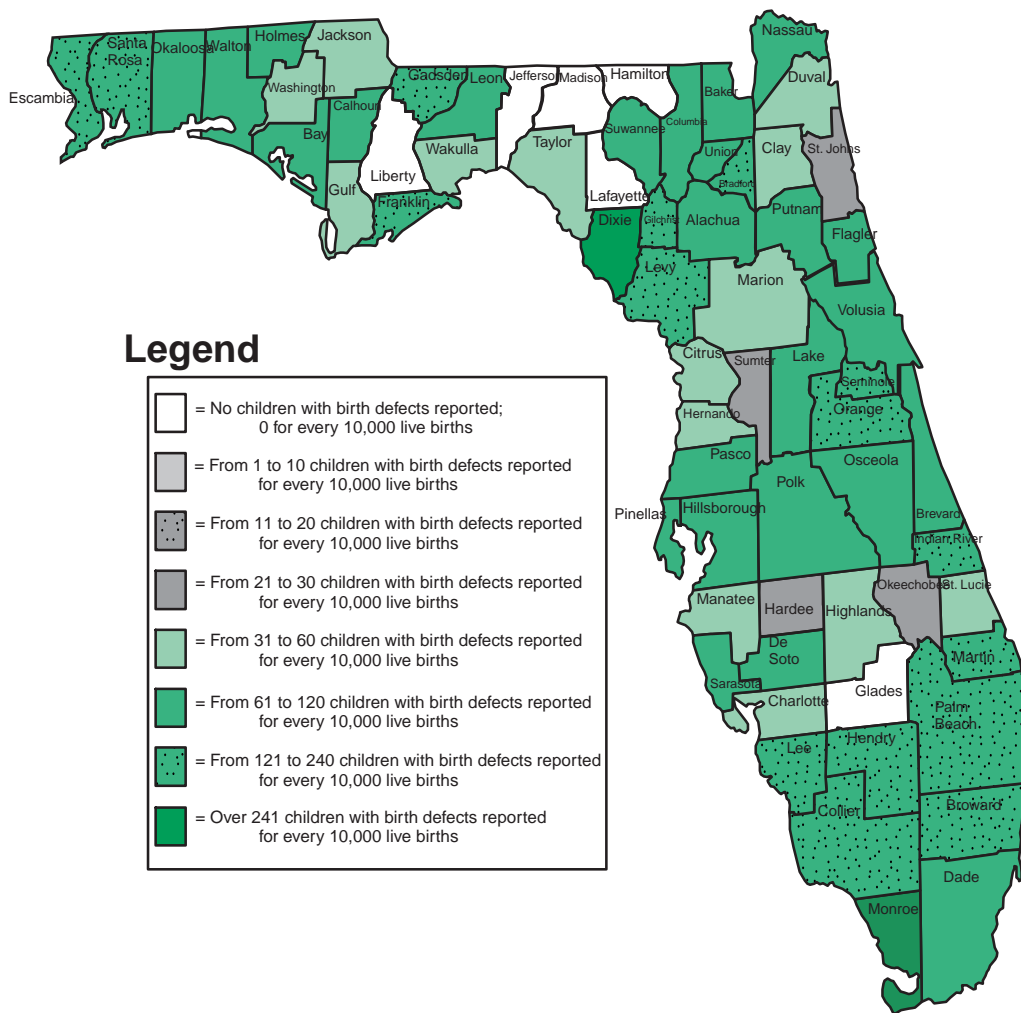 Nassau
Holmes
Jackson
Santa
Rosa
Okaloosa
Walton
Duval
Gadsden
Leon
Jefferson
Madison
Hamilton
Washington
Baker
Escambia
Calhoun
Columbia
Suwannee
Bay
Taylor
Union
Clay
St. Johns
Wakulla
Liberty
Bradford
Gulf
Lafayette
Franklin
Putnam
Dixie
Gilchrist
Alachua
Flagler
Levy
Marion
Volusia
Legend
Citrus
Sumter
Lake
Seminole
Hernando
Orange
Pasco
Osceola
Polk
Pinellas
Hillsborough
Brevard
Indian River
Okeechobee
St. Lucie
Manatee
Hardee
Highlands
De
Soto
Martin
Sarasota
Glades
Charlotte
Palm
Beach
Lee
Hendry
Collier
Broward
Dade
Monroe
= No children with birth defects reported;
0 for every 10,000 live births
= From 1 to 10 children with birth defects reported
for every 10,000 live births
= From 11 to 20 children with birth defects reported
for every 10,000 live births
= From 21 to 30 children with birth defects reported
for every 10,000 live births
= From 31 to 60 children with birth defects reported
for every 10,000 live births
= From 61 to 120 children with birth defects reported
for every 10,000 live births
= From 121 to 240 children with birth defects reported
for every 10,000 live births
= Over 241 children with birth defects reported
for every 10,000 live births